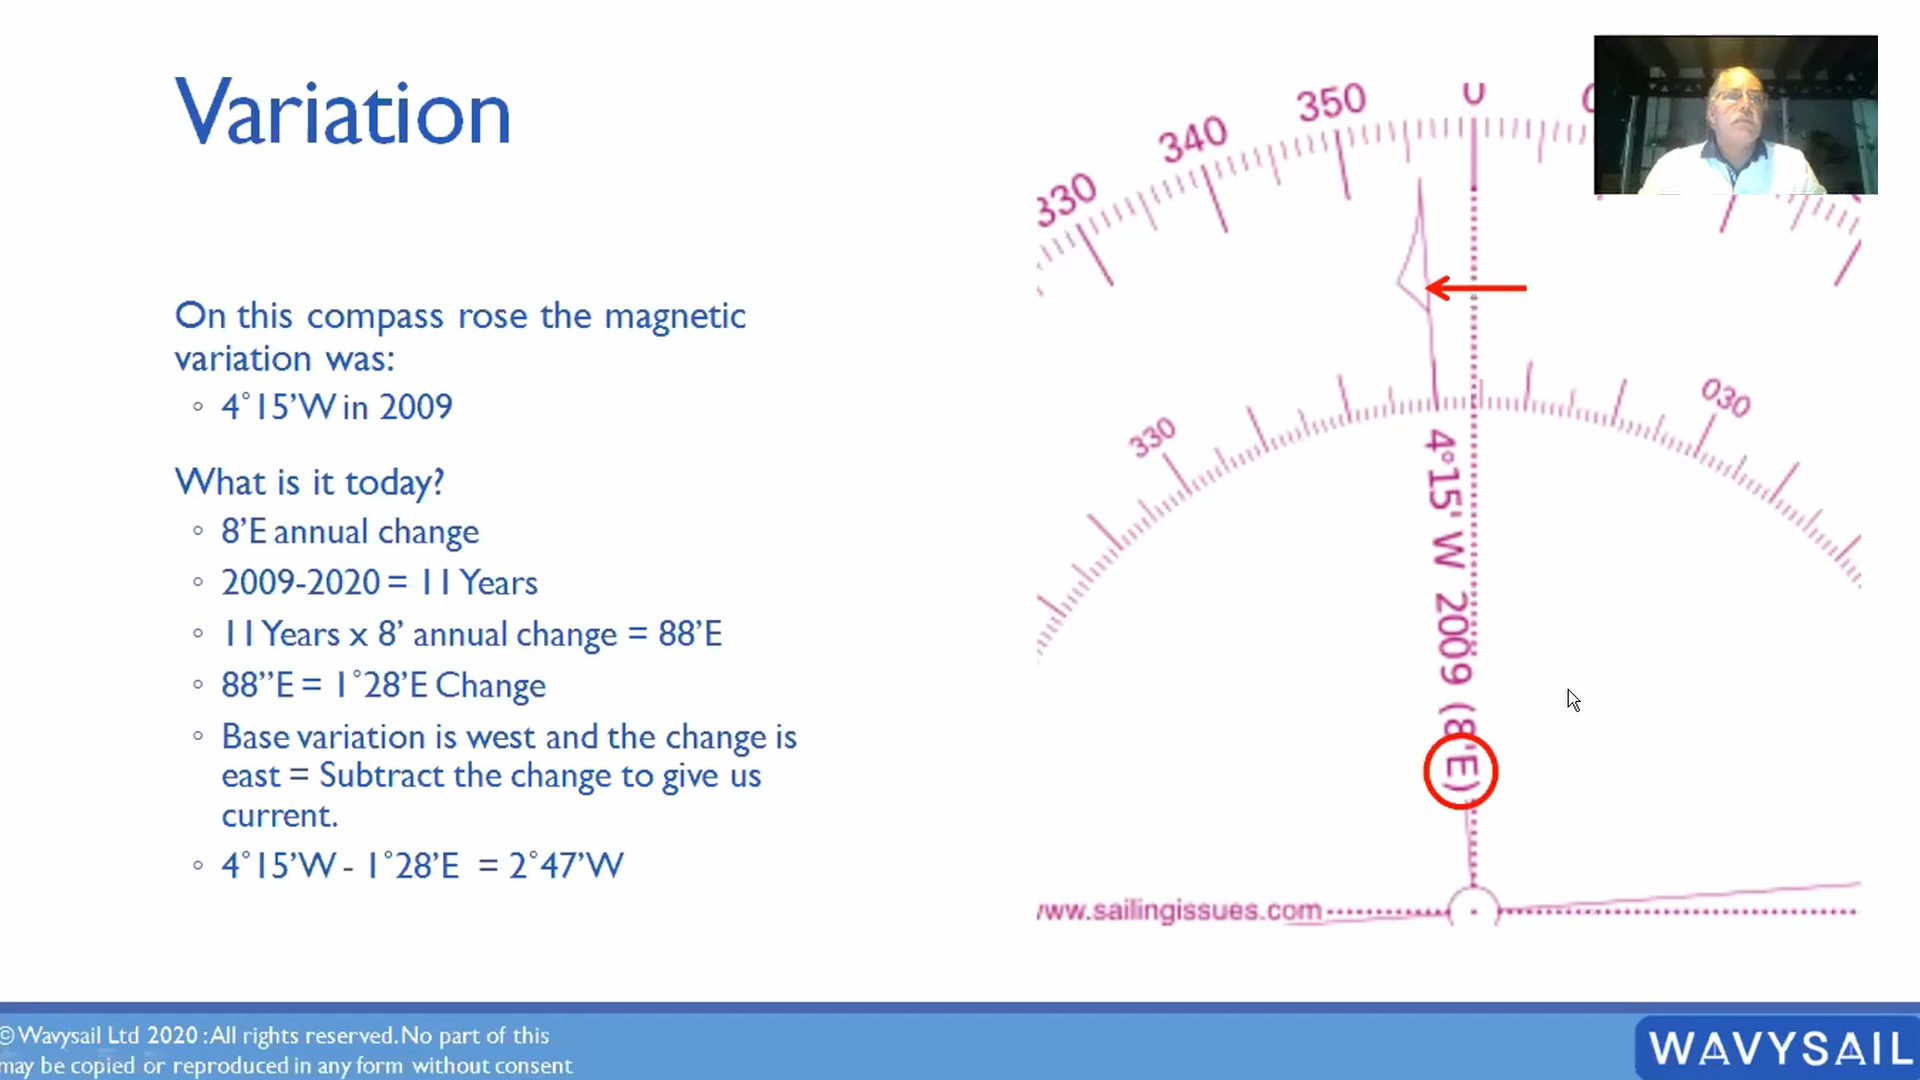 Variation
On this compass rose the magnetic
variation was:
◦ 4°15'W in 2009
What is it today?
◦ 8'E annual change
◦ 2009-2020 = 11 Years
◦ 11 Years x 8' annual change = 88'E
◦ 88''E = 1°28'E Change
◦ Base variation is west and the change is
east = Subtract the change to give us
current.
◦ 4°15'W - 1°28'E = 2°47'W
330
340
350
0
330
030
4°15' W 2009 (8'E)
www.sailingissues.com
© Wavysail Ltd 2020 : All rights reserved. No part of this
may be copied or reproduced in any form without consent
WAVYSAIL